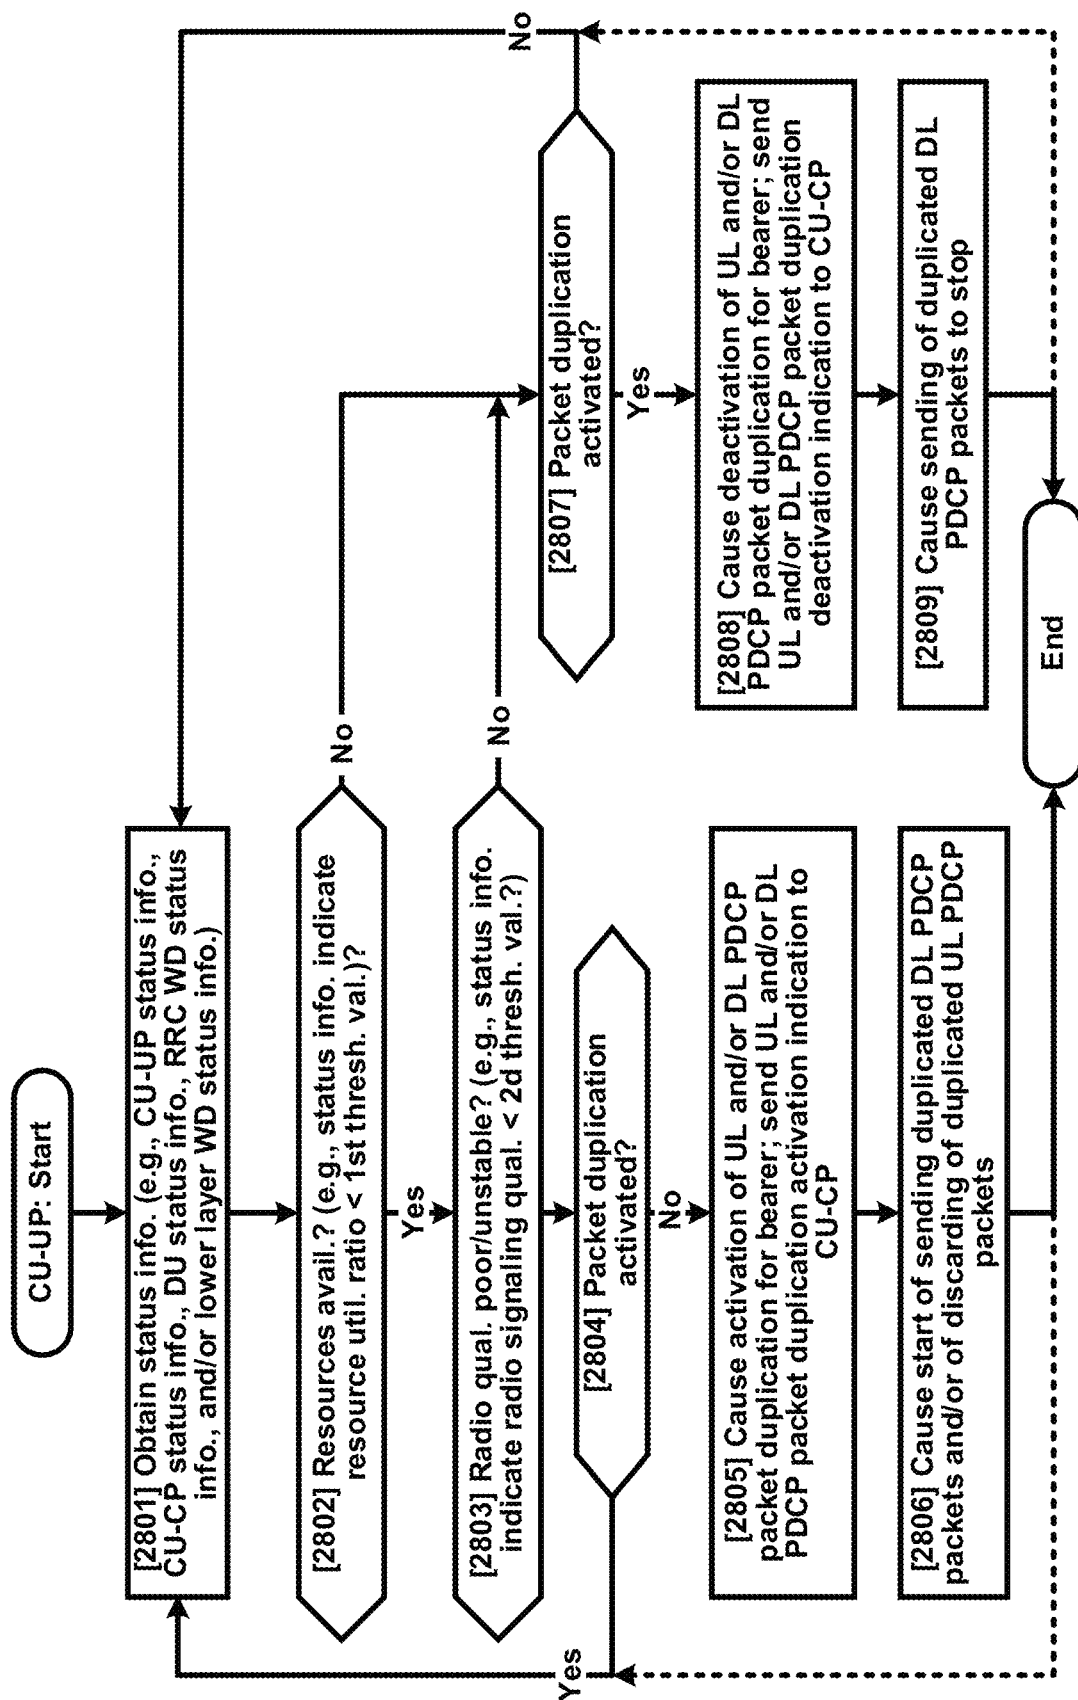 CU-UP: Start
[2801] Obtain status info. (e.g., CU-UP status info.,
CU-CP status info., DU status info., RRC WD status
info., and/or lower layer WD status info.)
[2802] Resources avail.? (e.g., status info. indicate
resource util. ratio < 1st thresh. val.)?
No
Yes
[2803] Radio qual. poor/unstable? (e.g., status info.
indicate radio signaling qual. < 2d thresh. val.?)
No
[2804] Packet duplication
activated?
Yes
No
[2805] Cause activation of UL and/or DL PDCP
packet duplication for bearer; send UL and/or DL
PDCP packet duplication activation indication to
CU-CP
[2806] Cause start of sending duplicated DL PDCP
packets and/or of discarding of duplicated UL PDCP
packets
[2807] Packet duplication
activated?
No
Yes
[2808] Cause deactivation of UL and/or DL
PDCP packet duplication for bearer; send
UL and/or DL PDCP packet duplication
deactivation indication to CU-CP
[2809] Cause sending of duplicated DL
PDCP packets to stop
End